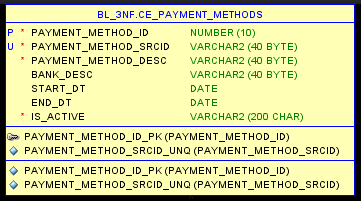 BL_3NF.CE_PAYMENT_METHODS
P * PAYMENT_METHOD_ID NUMBER (10)
U * PAYMENT_METHOD_SRCID VARCHAR2 (40 BYTE)
* PAYMENT_METHOD_DESC VARCHAR2 (40 BYTE)
BANK_DESC VARCHAR2 (40 BYTE)
START_DT DATE
END_DT DATE
* IS_ACTIVE VARCHAR2 (200 CHAR)
PAYMENT_METHOD_ID_PK (PAYMENT_METHOD_ID)
PAYMENT_METHOD_SRCID_UNQ (PAYMENT_METHOD_SRCID)
PAYMENT_METHOD_ID_PK (PAYMENT_METHOD_ID)
PAYMENT_METHOD_SRCID_UNQ (PAYMENT_METHOD_SRCID)